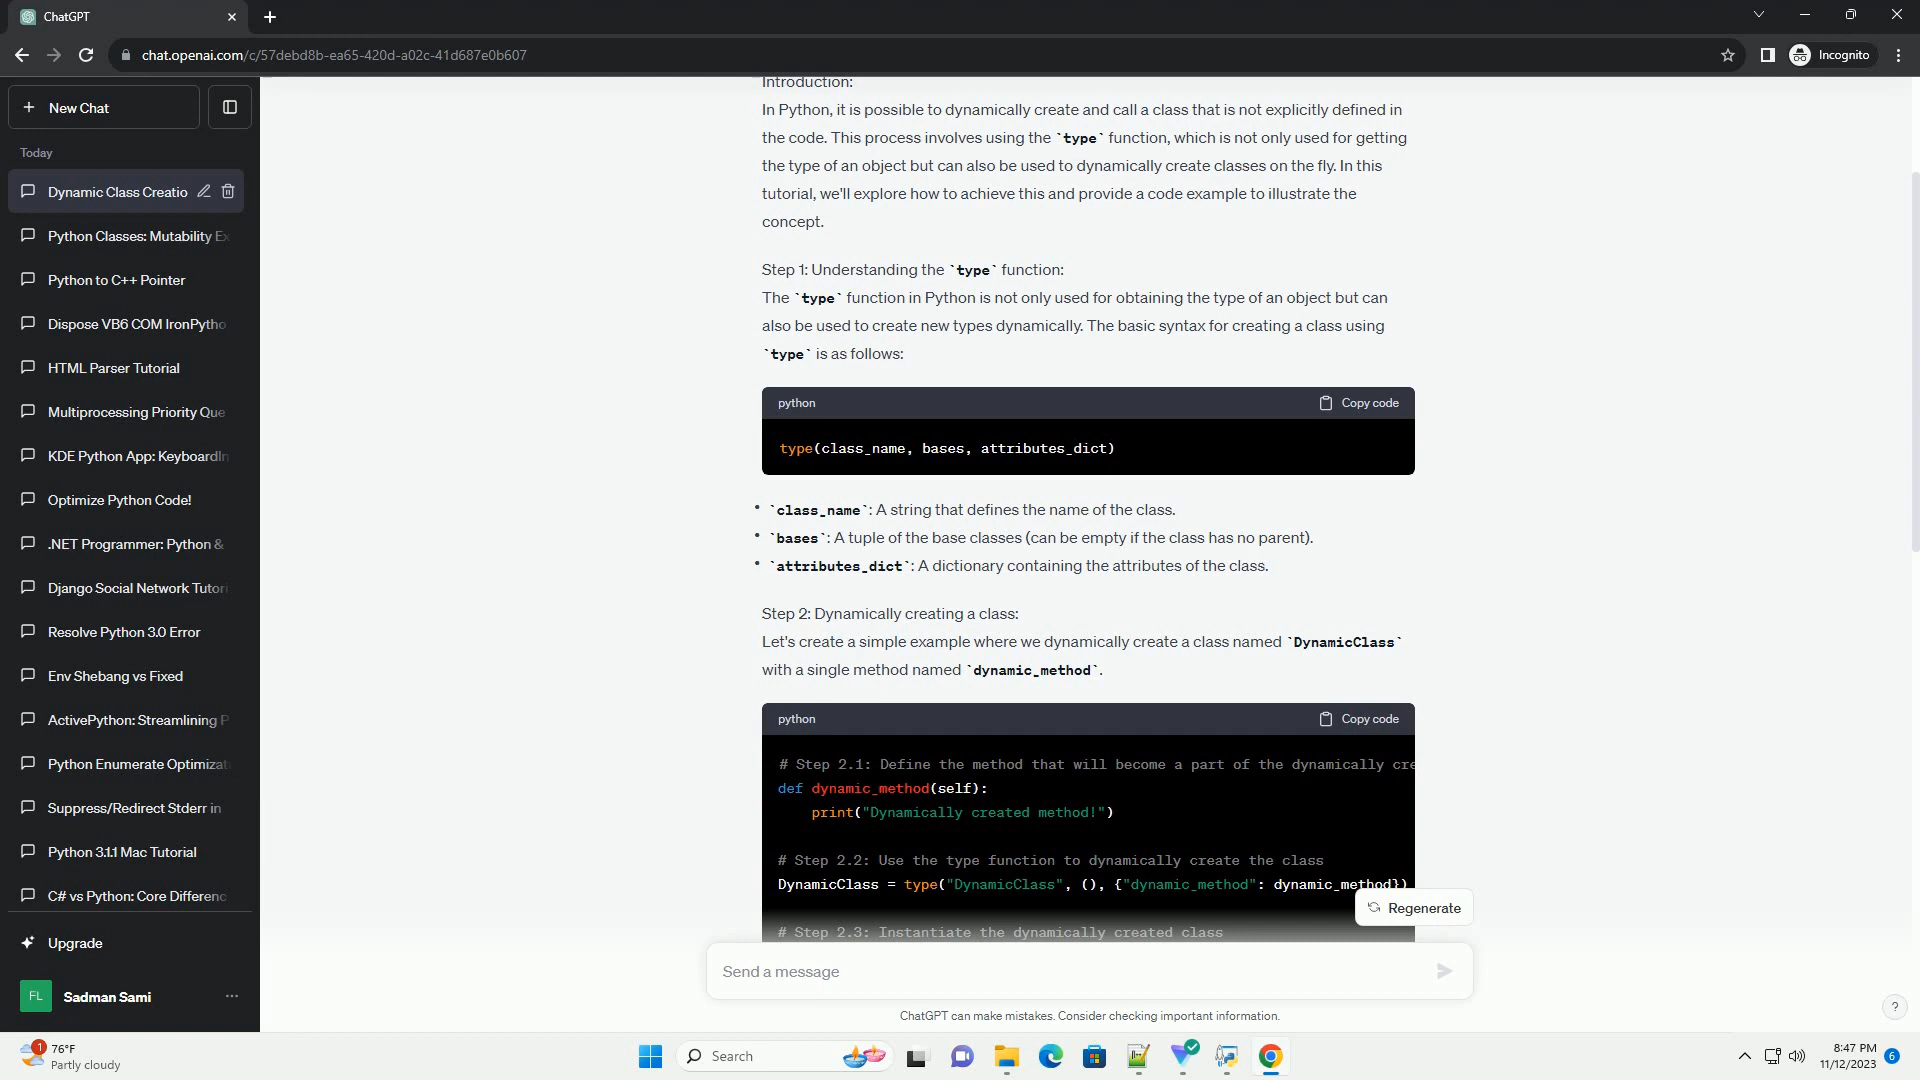 ChatGPT
chat.openai.com/c/57debd8b-ea65-420d-a02c-41d687e0b607
Incognito
New Chat
Today
Dynamic Class Creatio
Python Classes: Mutability Ex
Python to C++ Pointer
Dispose VB6 COM IronPytho
HTML Parser Tutorial
Multiprocessing Priority Que
KDE Python App: KeyboardIn
Optimize Python Code!
.NET Programmer: Python &
Django Social Network Tutori
Resolve Python 3.0 Error
Env Shebang vs Fixed
ActivePython: Streamlining P
Python Enumerate Optimizat
Suppress/Redirect Stderr in
Python 3.1.1 Mac Tutorial
C# vs Python: Core Differenc
Upgrade
FL Sadman Sami
Introduction:
In Python, it is possible to dynamically create and call a class that is not explicitly defined in
the code. This process involves using the `type` function, which is not only used for getting
the type of an object but can also be used to dynamically create classes on the fly. In this
tutorial, we'll explore how to achieve this and provide a code example to illustrate the
concept.
Step 1: Understanding the `type` function:
The `type` function in Python is not only used for obtaining the type of an object but can
also be used to create new types dynamically. The basic syntax for creating a class using
`type` is as follows:
python Copy code
type(class_name, bases, attributes_dict)
• `class_name`: A string that defines the name of the class.
• `bases`: A tuple of the base classes (can be empty if the class has no parent).
• `attributes_dict`: A dictionary containing the attributes of the class.
Step 2: Dynamically creating a class:
Let's create a simple example where we dynamically create a class named `DynamicClass`
with a single method named `dynamic_method`.
python Copy code
# Step 2.1: Define the method that will become a part of the dynamically cre
def dynamic_method(self):
print("Dynamically created method!")
# Step 2.2: Use the type function to dynamically create the class
DynamicClass = type("DynamicClass", (), {"dynamic_method": dynamic_method})
Regenerate
# Step 2.3: Instantiate the dynamically created class
Send a message
ChatGPT can make mistakes. Consider checking important information.
?
1
76°F
Partly cloudy
Search
8:47 PM
11/12/2023
6